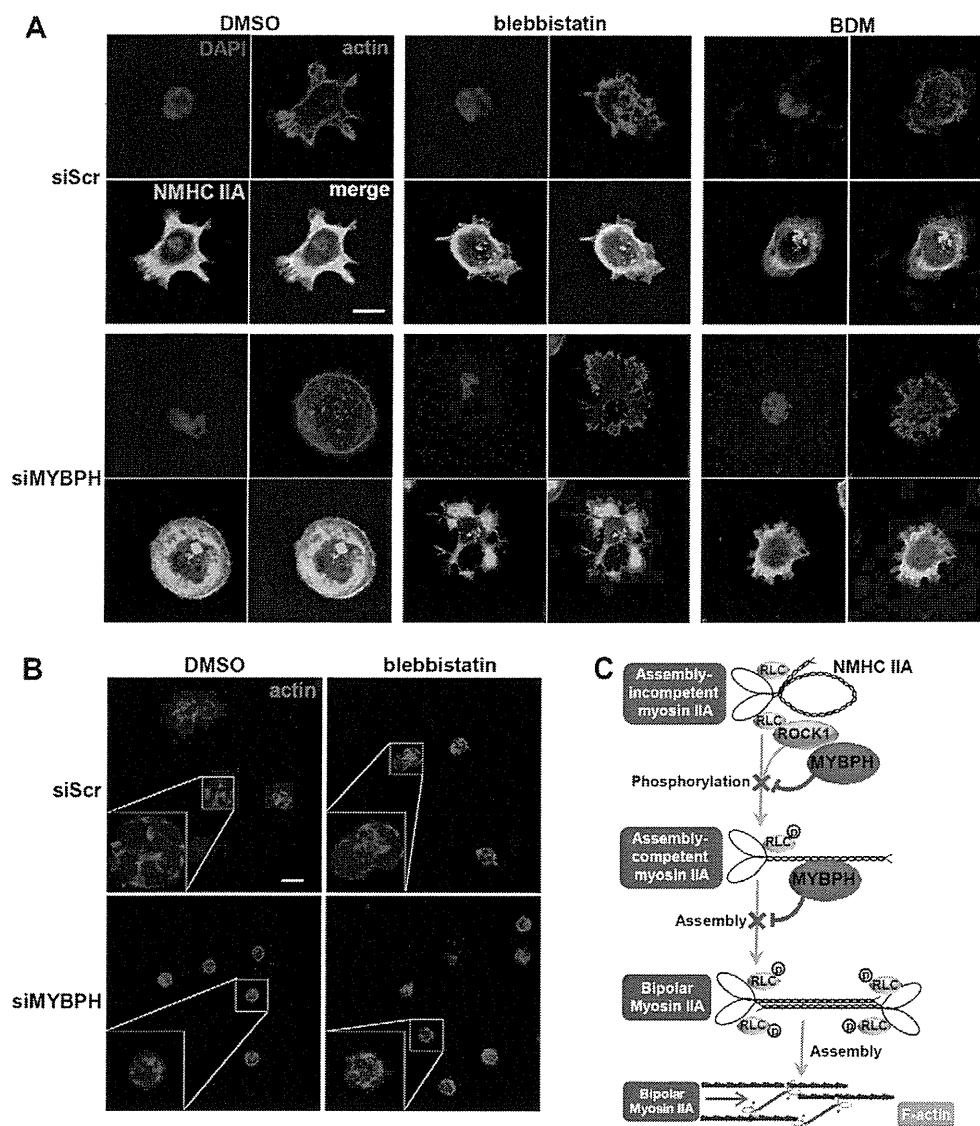 A
DMSO blebbistatin BDM
DAPI actin
siScr
NMHC IIA merge
siMYBPH
B
DMSO blebbistatin
actin
siScr
siMYBPH
C
Assembly-
incompetent
myosin IIA
RLC
NMHC IIA
RLC
ROCK1
MYBPH
Phosphorylation
Assembly-
competent
myosin IIA
RLC p
MYBPH
Assembly
Bipolar
Myosin IIA
RLC p p RLC
RLC p p RLC
Assembly
Bipolar
Myosin IIA
F-actin